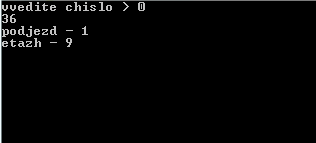 vvedite chislo > 0
36
podjezd - 1
etazh - 9